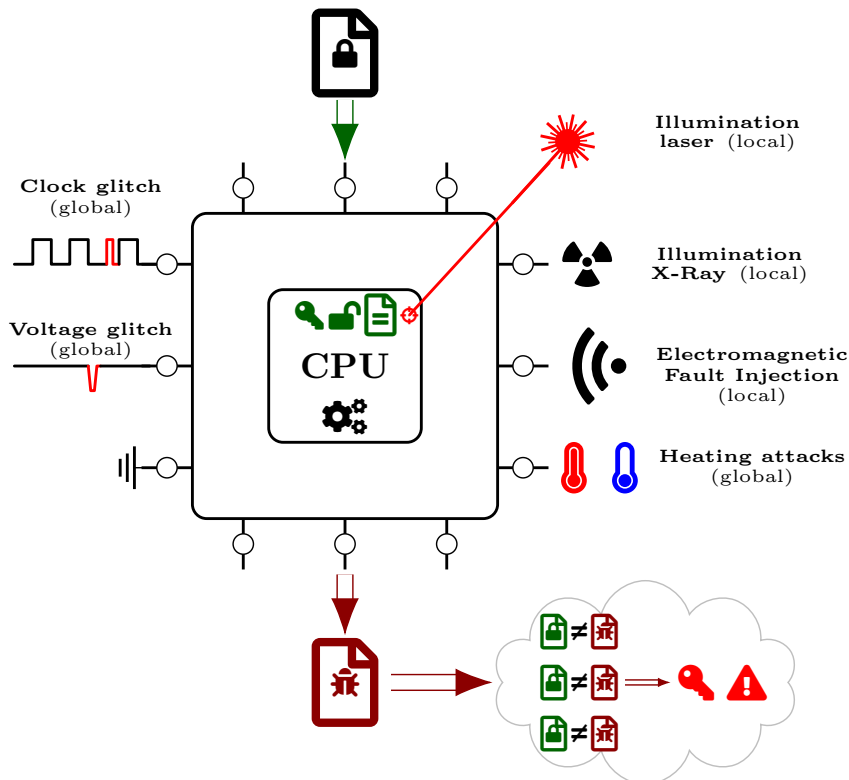 Illumination
laser (local)
Clock glitch
(global)
Illumination
X-Ray (local)
Voltage glitch
(global)
CPU
Electromagnetic
Fault Injection
(local)
Heating attacks
(global)
≠
≠
≠